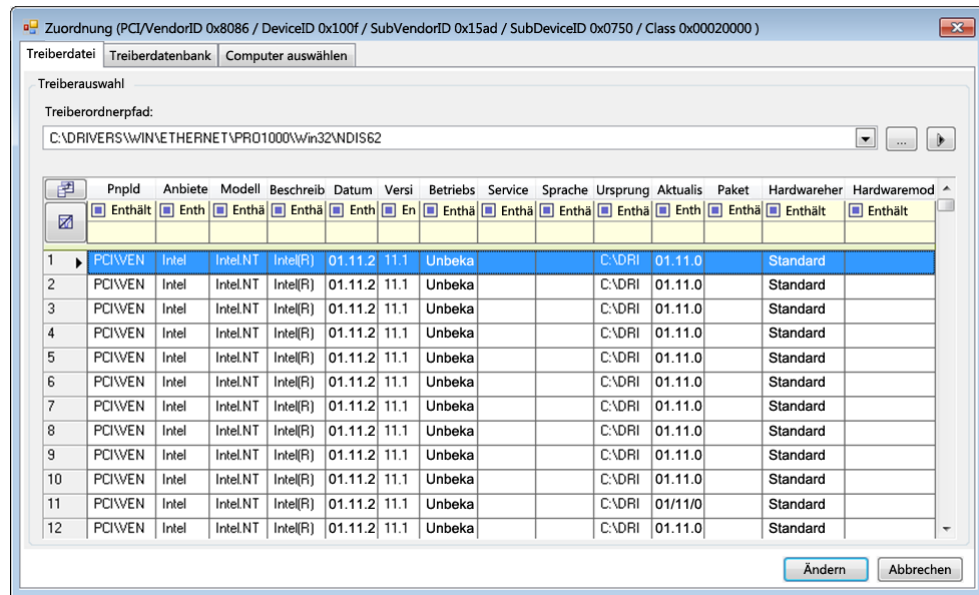 Zuordnung (PCI/VendorID 0x8086 / DeviceID 0x100f / SubVendorID 0x15ad / SubDeviceID 0x0750 / Class 0x00020000 )
Treiberdatei Treiberdatenbank Computer auswählen
Treiberauswahl
Treiberordnerpfad:
C:\DRIVERS\WIN\ETHERNET\PRO1000\Win32\NDIS62 ...
PnpId Anbiete Modell Beschreib Datum Versi Betriebs Service Sprache Ursprung Aktualis Paket Hardwareher Hardwaremod
Enthält Enth Enthä Enthä Enth En Enthä Enthä Enthä Enthä Enth Enthä Enthält Enthält
1 PCI\VEN Intel Intel.NT Intel(R) 01.11.2 11.1 Unbeka C:\DRI 01.11.0 Standard
2 PCI\VEN Intel Intel.NT Intel(R) 01.11.2 11.1 Unbeka C:\DRI 01.11.0 Standard
3 PCI\VEN Intel Intel.NT Intel(R) 01.11.2 11.1 Unbeka C:\DRI 01.11.0 Standard
4 PCI\VEN Intel Intel.NT Intel(R) 01.11.2 11.1 Unbeka C:\DRI 01.11.0 Standard
5 PCI\VEN Intel Intel.NT Intel(R) 01.11.2 11.1 Unbeka C:\DRI 01.11.0 Standard
6 PCI\VEN Intel Intel.NT Intel(R) 01.11.2 11.1 Unbeka C:\DRI 01.11.0 Standard
7 PCI\VEN Intel Intel.NT Intel(R) 01.11.2 11.1 Unbeka C:\DRI 01.11.0 Standard
8 PCI\VEN Intel Intel.NT Intel(R) 01.11.2 11.1 Unbeka C:\DRI 01.11.0 Standard
9 PCI\VEN Intel Intel.NT Intel(R) 01.11.2 11.1 Unbeka C:\DRI 01.11.0 Standard
10 PCI\VEN Intel Intel.NT Intel(R) 01.11.2 11.1 Unbeka C:\DRI 01.11.0 Standard
11 PCI\VEN Intel Intel.NT Intel(R) 01.11.2 11.1 Unbeka C:\DRI 01/11/0 Standard
12 PCI\VEN Intel Intel.NT Intel(R) 01.11.2 11.1 Unbeka C:\DRI 01.11.0 Standard
Ändern Abbrechen